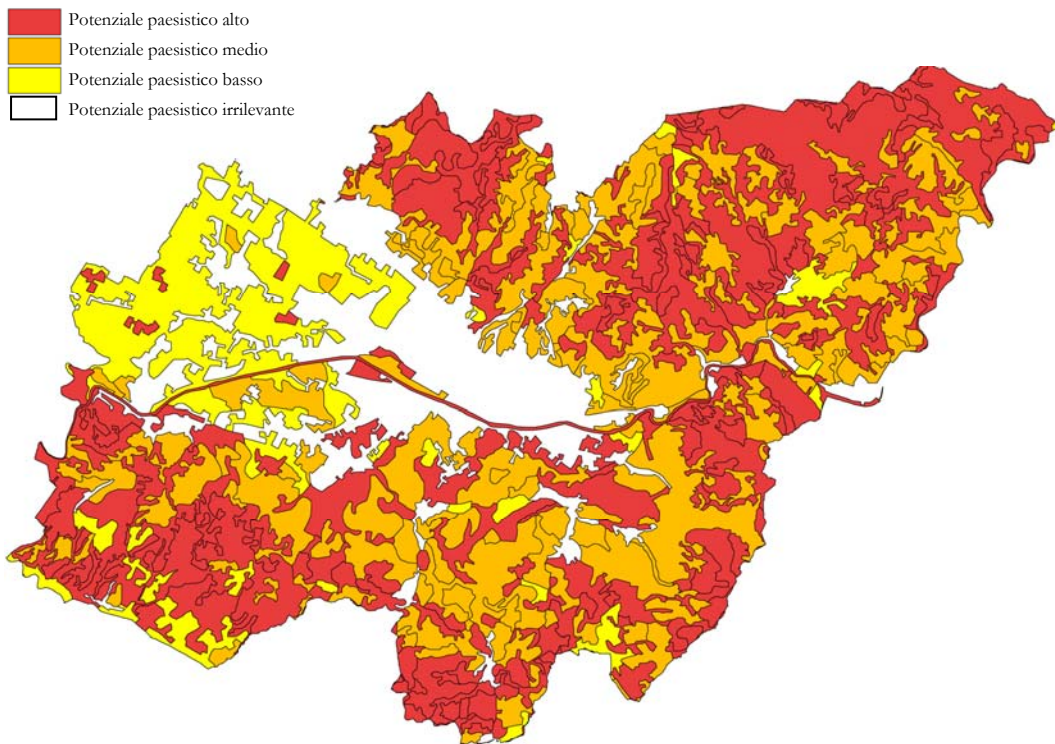 Potenziale paesistico alto
Potenziale paesistico medio
Potenziale paesistico basso
Potenziale paesistico irrilevante